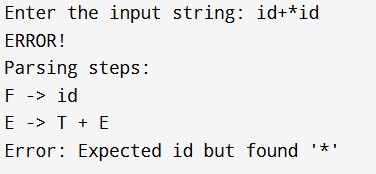 Enter the input string: id+*id
ERROR!
Parsing steps:
F -> id
E -> T + E
Error: Expected id but found '*'